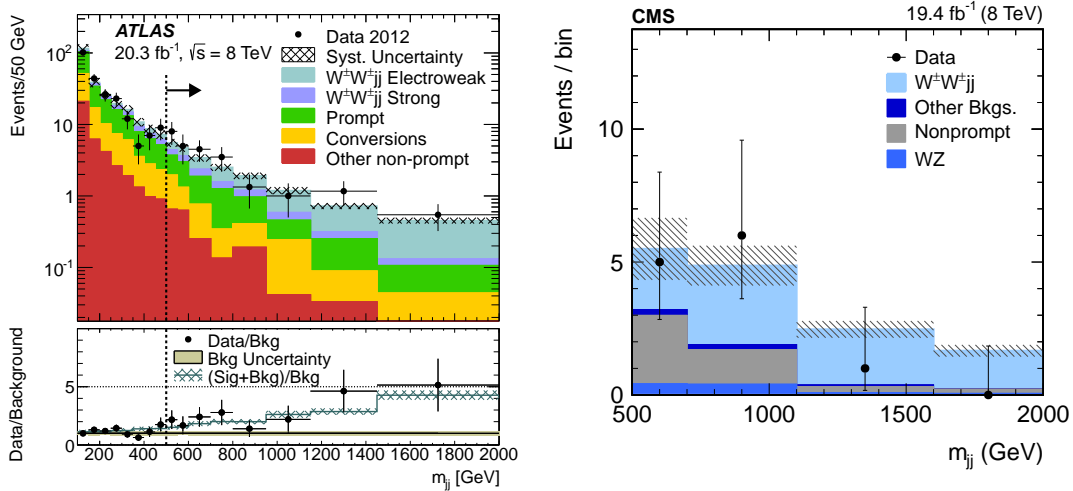 ATLAS
20.3 fb-1, √s = 8 TeV
Data 2012
Syst. Uncertainty
W±W±jj Electroweak
W±W±jj Strong
Prompt
Conversions
Other non-prompt
Events/50 GeV
10²
10
1
10-1
Data/Bkg
Bkg Uncertainty
(Sig+Bkg)/Bkg
Data/Background
5
0
200 400 600 800 1000 1200 1400 1600 1800 2000
mjj [GeV]
CMS
19.4 fb-1 (8 TeV)
Data
W±W±jj
Other Bkgs.
Nonprompt
WZ
Events / bin
10
5
0
500 1000 1500 2000
mjj (GeV)